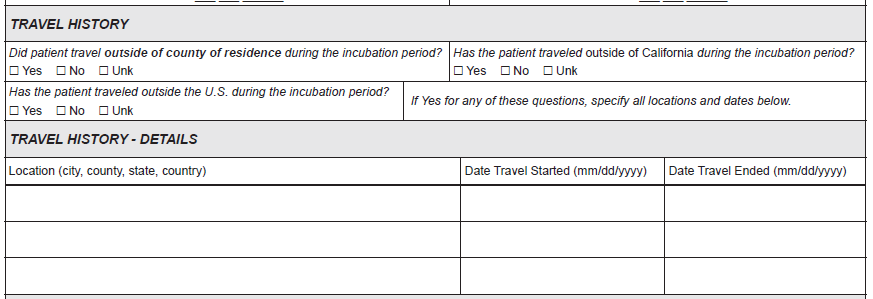 TRAVEL HISTORY
Did patient travel outside of county of residence during the incubation period?
☐ Yes ☐ No ☐ Unk
Has the patient traveled outside of California during the incubation period?
☐ Yes ☐ No ☐ Unk
Has the patient traveled outside the U.S. during the incubation period?
☐ Yes ☐ No ☐ Unk
If Yes for any of these questions, specify all locations and dates below.
TRAVEL HISTORY - DETAILS
Location (city, county, state, country)
Date Travel Started (mm/dd/yyyy)
Date Travel Ended (mm/dd/yyyy)